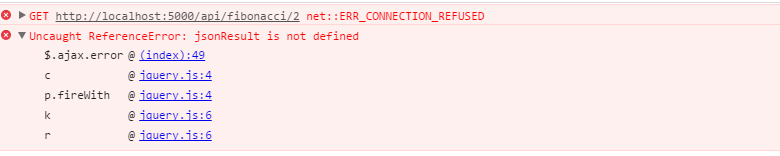 GET http://localhost:5000/api/fibonacci/2 net::ERR_CONNECTION_REFUSED
Uncaught ReferenceError: jsonResult is not defined
$.ajax.error @ (index):49
c @ jquery.js:4
p.fireWith @ jquery.js:4
k @ jquery.js:6
r @ jquery.js:6